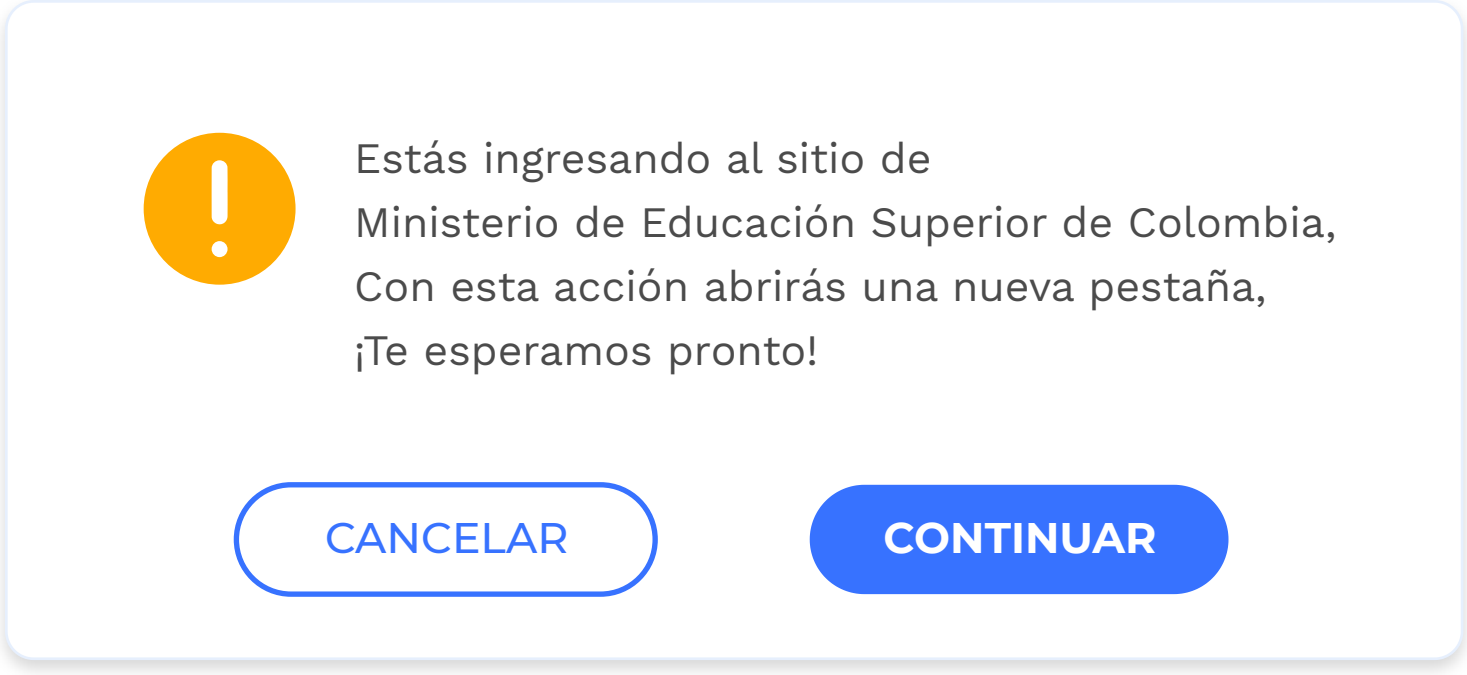 Estás ingresando al sitio de
Ministerio de Educación Superior de Colombia,
Con esta acción abrirás una nueva pestaña,
¡Te esperamos pronto!
CANCELAR
CONTINUAR